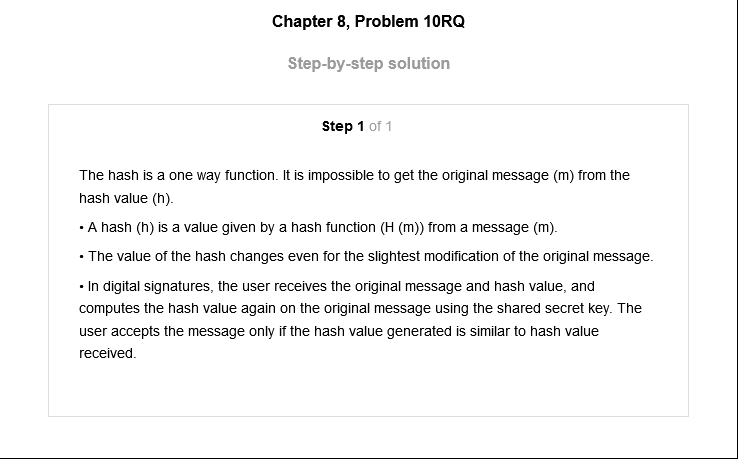 Chapter 8, Problem 10RQ
Step-by-step solution
Step 1 of 1
The hash is a one way function. It is impossible to get the original message (m) from the
hash value (h).
• A hash (h) is a value given by a hash function (H (m)) from a message (m).
• The value of the hash changes even for the slightest modification of the original message.
• In digital signatures, the user receives the original message and hash value, and
computes the hash value again on the original message using the shared secret key. The
user accepts the message only if the hash value generated is similar to hash value
received.